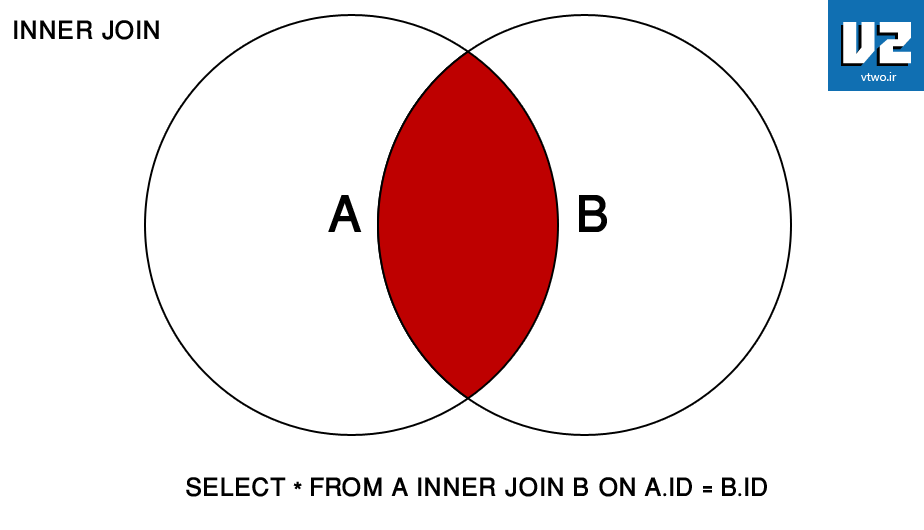 INNER JOIN
V2
vtwo.ir
A
B
SELECT * FROM A INNER JOIN B ON A.ID = B.ID